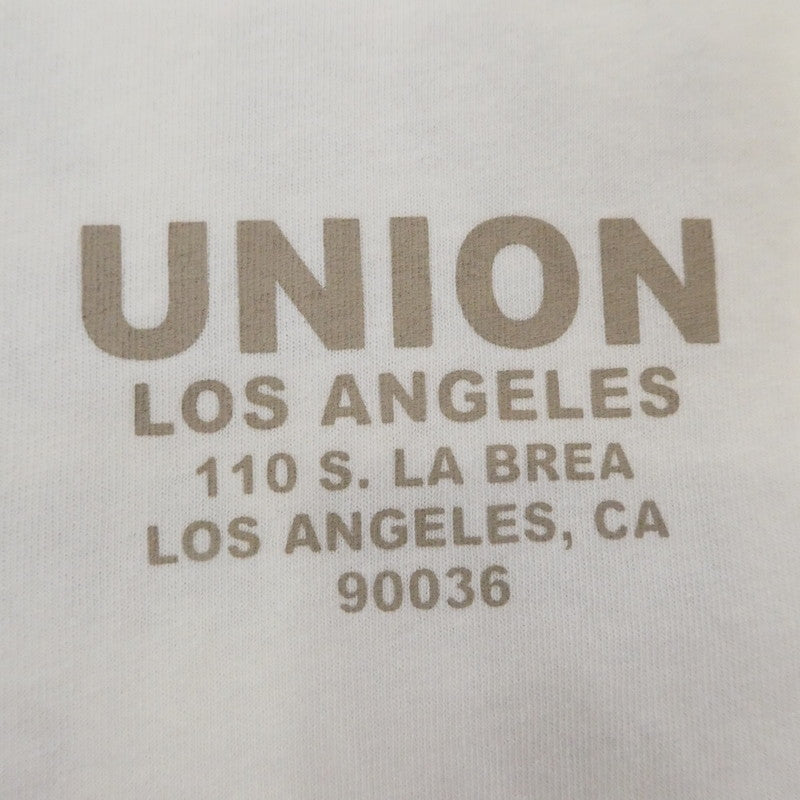 UNION
LOS ANGELES
110 S. LA BREA
LOS ANGELES, CA
90036